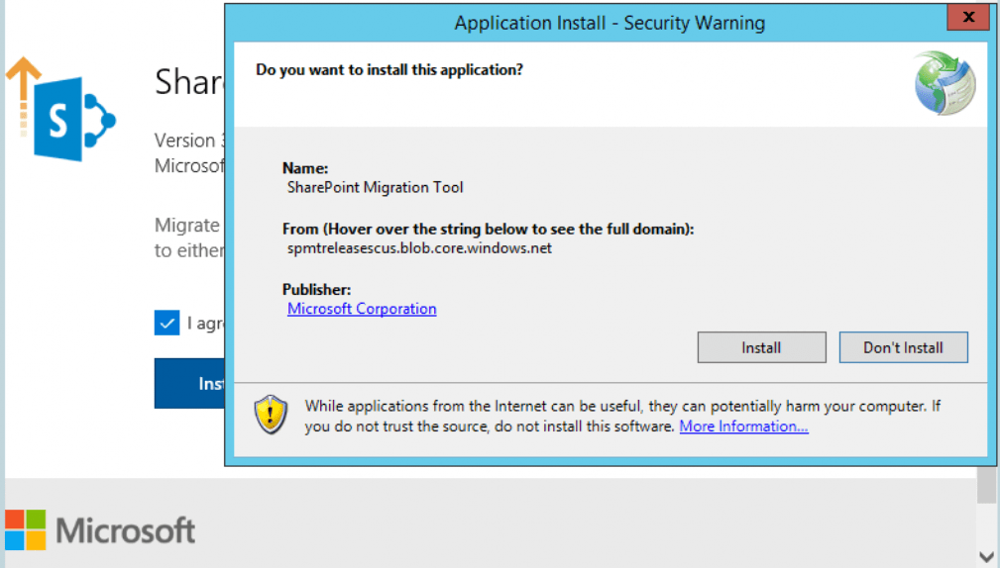 Application Install - Security Warning
x
Do you want to install this application?
S
Shar
Version
Microsof
Name:
SharePoint Migration Tool
Migrate
to either
From (Hover over the string below to see the full domain):
spmtreleasescus.blob.core.windows.net
Publisher:
Microsoft Corporation
I agr
Inst
Install
Don't Install
While applications from the Internet can be useful, they can potentially harm your computer. If
you do not trust the source, do not install this software. More Information...
Microsoft